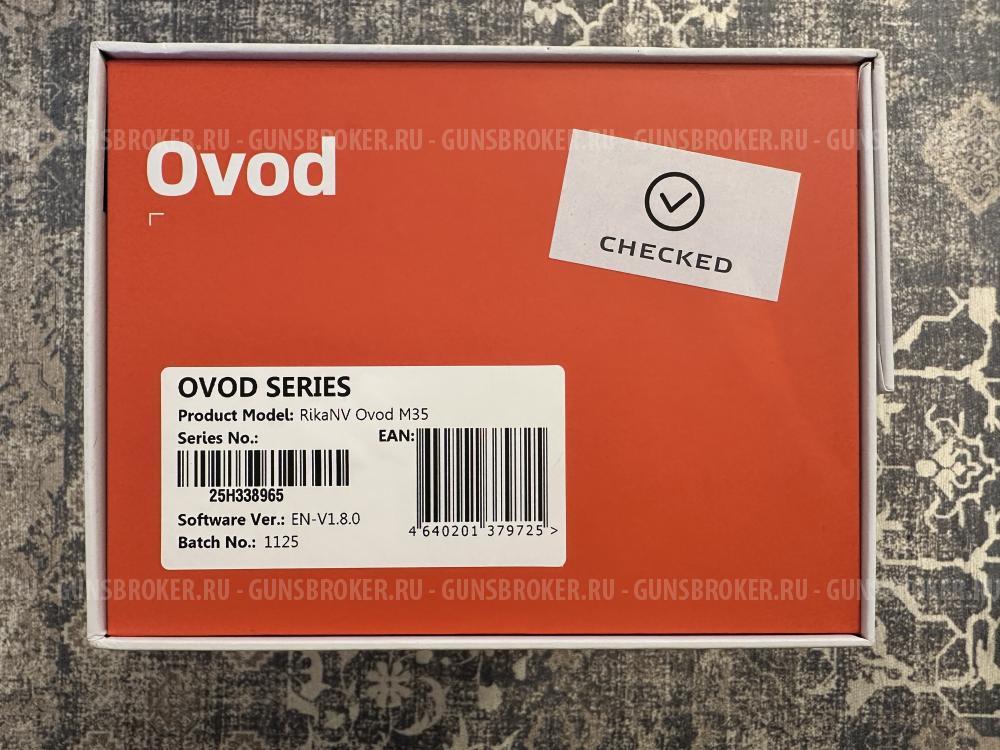 GUNSBROKER.RU - GUNSBROKER.RU - GUNSBROKER.RU - GUNSBROKER.RU - GUNSBROKER.RU
Ovod
CHECKED
OVOD SERIES
Product Model: RikaNV Ovod M35
Series No.:
EAN:
25H338965
4 640201 379725 >
Software Ver.: EN-V1.8.0
Batch No.: 1125
GUNSBROKER.RU - GUNSBROKER.RU - GUNSBROKER.RU - GUNSBROKER.RU - GUNSBROKER.RU